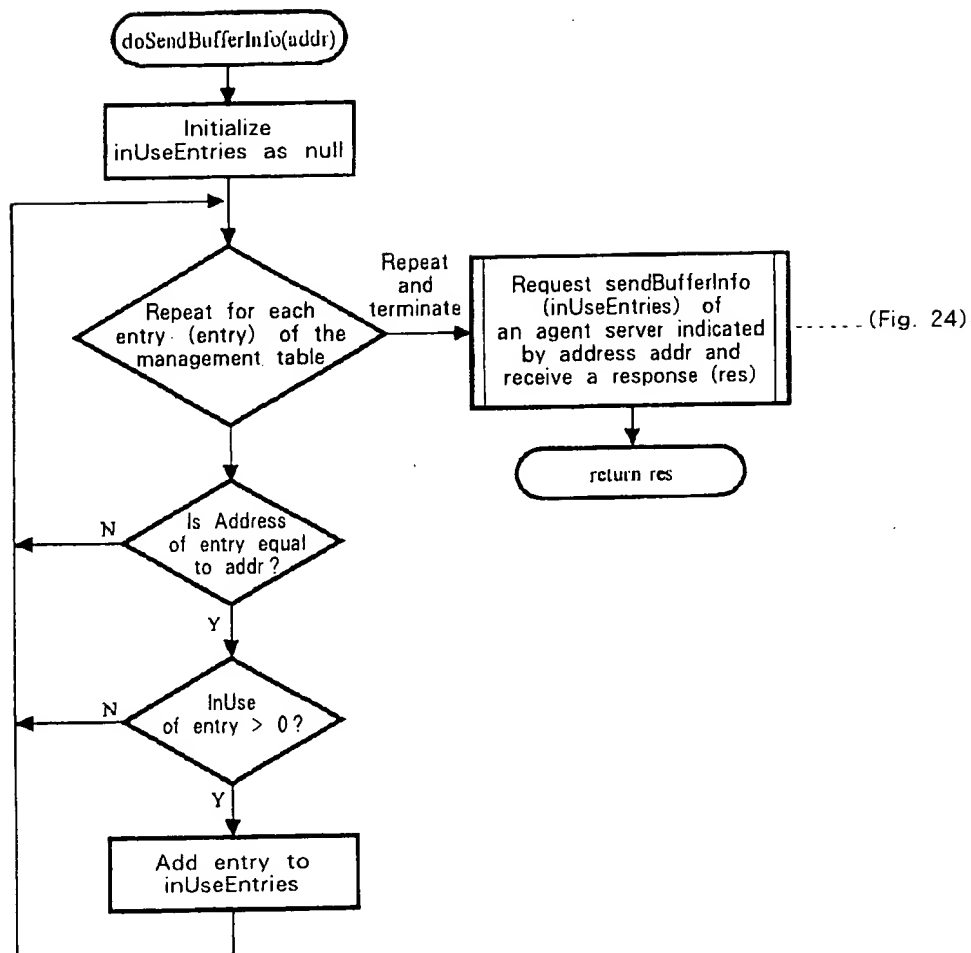 doSendBufferInfo(addr)
Initialize
inUseEntries as null
Repeat for each
entry (entry) of the
management table
Repeat
and
terminate
Request sendBufferInfo
(inUseEntries) of
an agent server indicated
by address addr and
receive a response (res)
(Fig. 24)
return res
Is Address
of entry equal
to addr?
N
Y
InUse
of entry > 0?
N
Y
Add entry to
inUseEntries